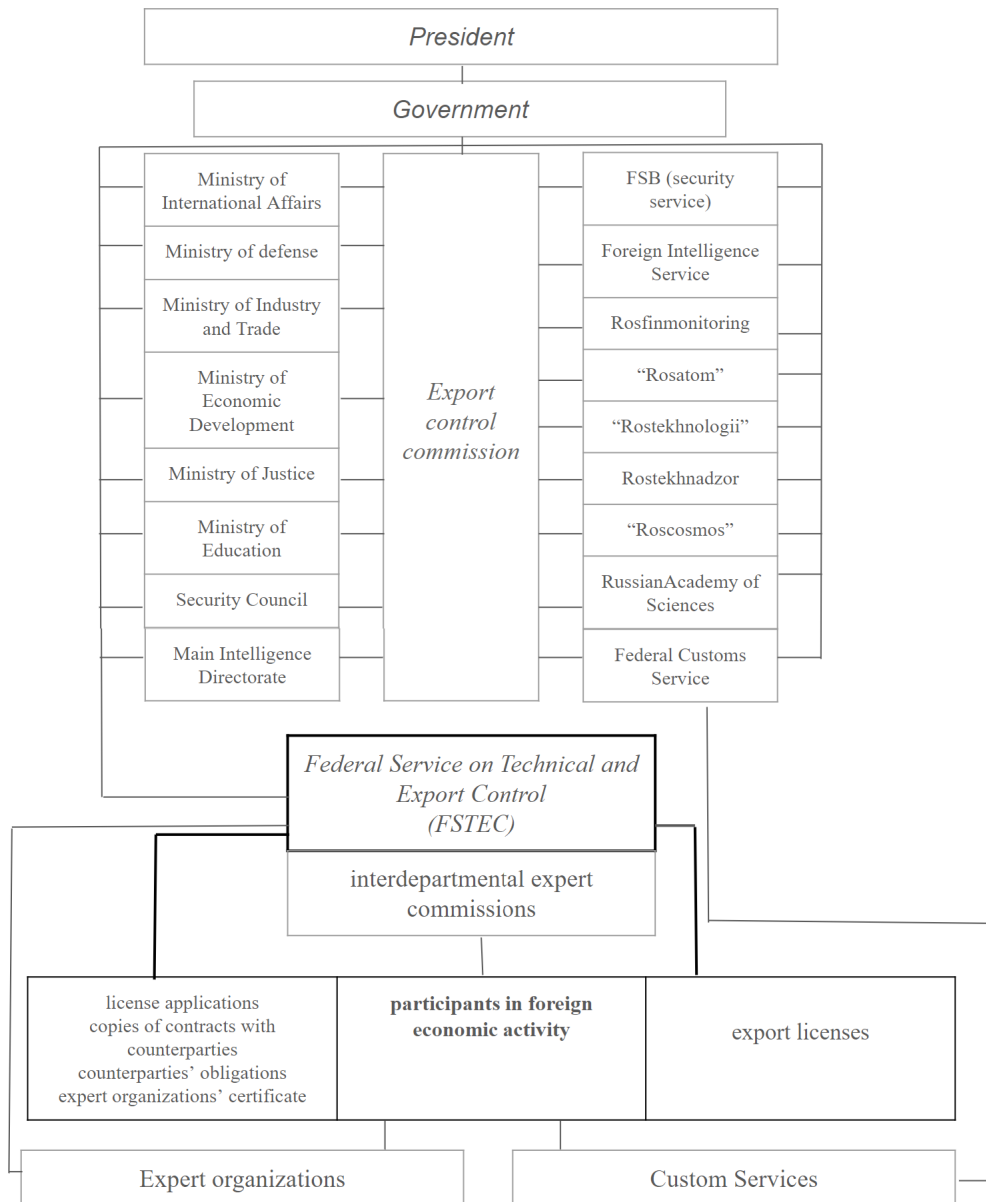 President
Government
Ministry of
International Affairs
Ministry of defense
Ministry of Industry
and Trade
Ministry of
Economic
Development
Ministry of Justice
Ministry of
Education
Security Council
Main Intelligence
Directorate
Export
control
commission
FSB (security
service)
Foreign Intelligence
Service
Rosfinmonitoring
“Rosatom”
“Rostekhnologii”
Rostekhnadzor
“Roscosmos”
RussianAcademy of
Sciences
Federal Customs
Service
Federal Service on Technical and
Export Control
(FSTEC)
interdepartmental expert
commissions
license applications
copies of contracts with
counterparties
counterparties’ obligations
expert organizations’ certificate
participants in foreign
economic activity
export licenses
Expert organizations
Custom Services